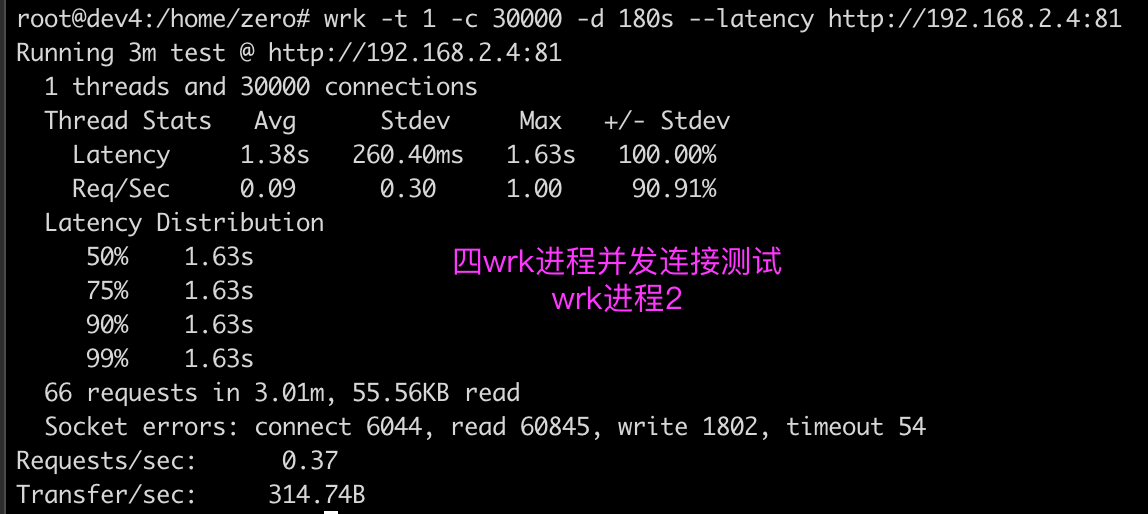 root@dev4:/home/zero# wrk -t 1 -c 30000 -d 180s --latency http://192.168.2.4:81
Running 3m test @ http://192.168.2.4:81
  1 threads and 30000 connections
  Thread Stats   Avg      Stdev     Max   +/- Stdev
    Latency     1.38s   260.40ms   1.63s   100.00%
    Req/Sec     0.09      0.30     1.00     90.91%
  Latency Distribution
     50%    1.63s
     75%    1.63s
     90%    1.63s
     99%    1.63s
  66 requests in 3.01m, 55.56KB read
  Socket errors: connect 6044, read 60845, write 1802, timeout 54
Requests/sec:      0.37
Transfer/sec:     314.74B
四wrk进程并发连接测试
wrk进程2